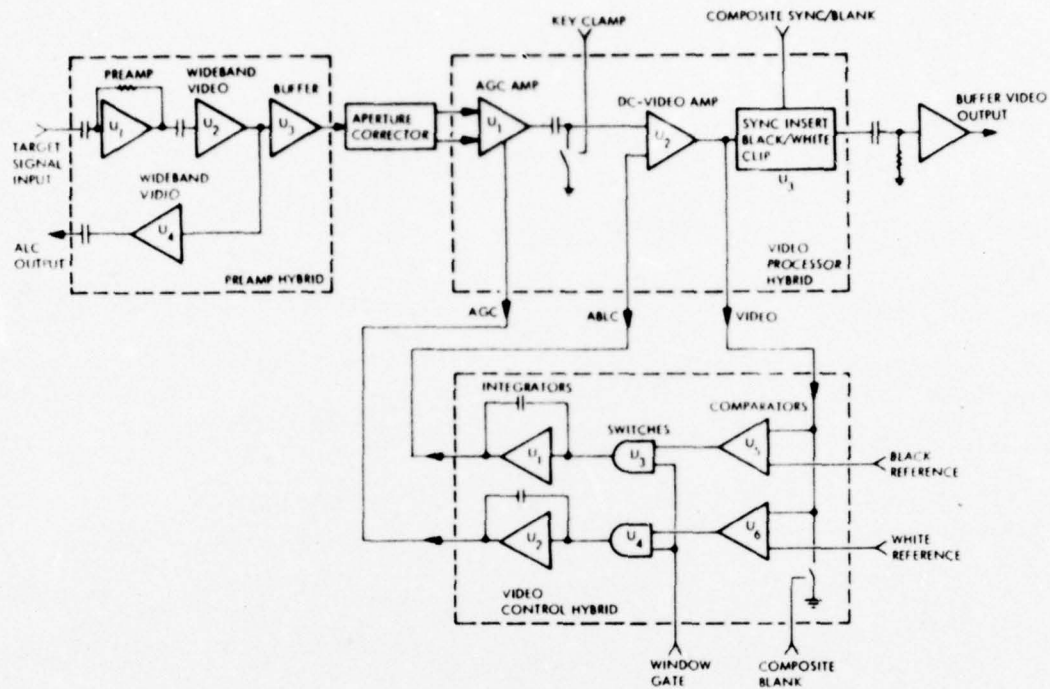 KEY CLAMP
COMPOSITE SYNC/BLANK
PREAMP
WIDEBAND
VIDEO
BUFFER
U1
U2
U3
TARGET
SIGNAL
INPUT
WIDEBAND
VIDIO
U4
ALC
OUTPUT
PREAMP HYBRID
APERTURE
CORRECTOR
AGC AMP
U1
DC-VIDEO AMP
U2
SYNC INSERT
BLACK/WHITE
CLIP
U3
VIDEO
PROCESSOR
HYBRID
BUFFER VIDEO
OUTPUT
AGC
ABLC
VIDEO
INTEGRATORS
SWITCHES
COMPARATORS
U1
U3
U5
BLACK
REFERENCE
U2
U4
U6
WHITE
REFERENCE
VIDEO
CONTROL HYBRID
WINDOW
GATE
COMPOSITE
BLANK